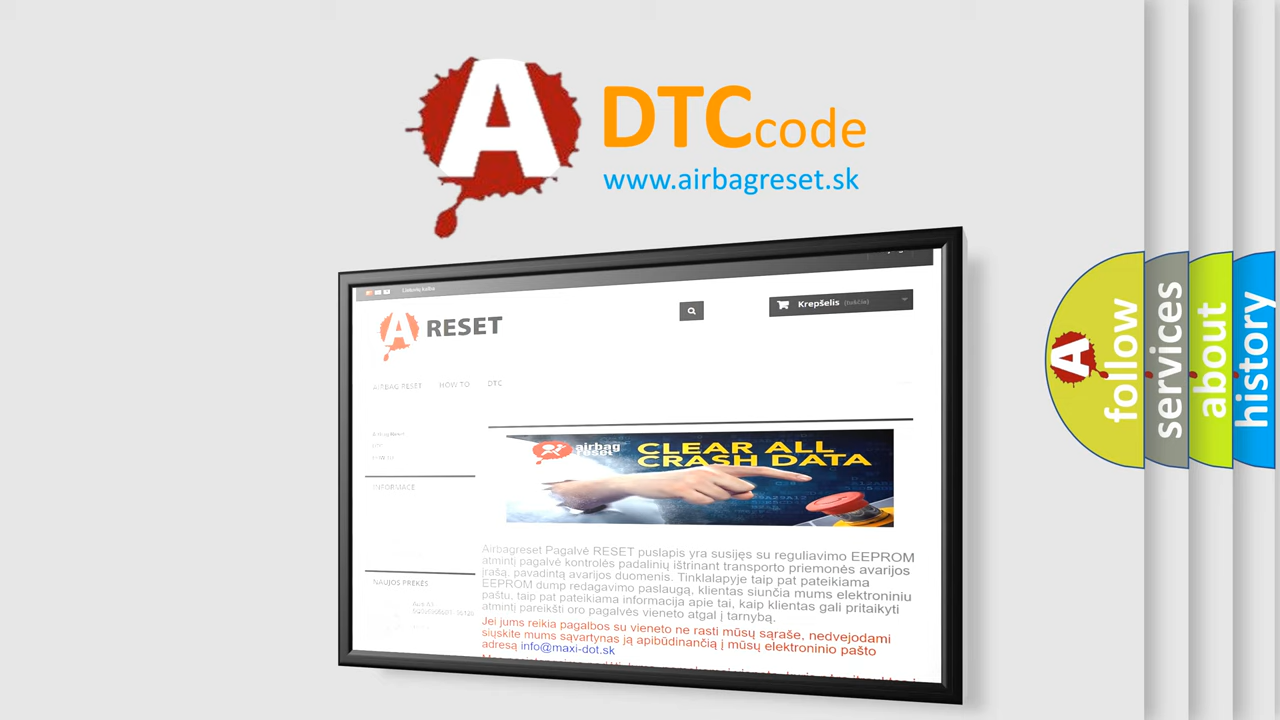 A DTCcode
www.airbagreset.sk
Lietuvių kalba
A RESET
Krepšelis (tuščia)
AIRBAG RESET HOW TO DTC
Airbag Reset
INFORMACE
NAUJOS PREKĖS
airbag
reset
CLEAR ALL
CRASH DATA
Airbagreset Pagalvė RESET puslapis yra susijęs su reguliavimo EEPROM
atmintį pagalvė kontrolės padalinių ištrinant transporto priemonės avarijos
įrašą, pavadintą avarijos duomenis. Tinklalapyje taip pat pateikiama
EEPROM dump redagavimo paslaugą, klientas siunčia mums elektroniniu
paštu, taip pat pateikiama informacija apie tai, kaip klientas gali pritaikyti
atmintį pareikšti oro pagalvės vieneto atgal į tarnybą.
Jei jums reikia pagalbos su vieneto ne rasti mūsų sąraše, nedvejodami
siųskite mums sąvartynas ją apibūdinančią į mūsų elektroninio pašto
adresą info@maxi-dot.sk
A follow
services
about
history